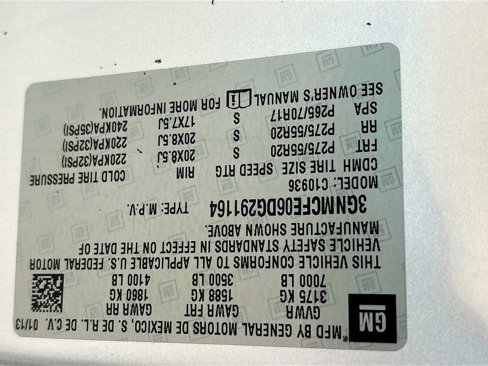 GM
MFD BY GENERAL MOTORS DE MEXICO, S. DE R.L. DE C.V. 01/13
GVWR GAWR FRT GAWR RR
3175 KG 1588 KG 1860 KG
7000 LB 3500 LB 4100 LB
THIS VEHICLE CONFORMS TO ALL APPLICABLE U.S. FEDERAL MOTOR
VEHICLE SAFETY STANDARDS IN EFFECT ON THE DATE OF
MANUFACTURE SHOWN ABOVE.
3GNMCFE06DG291164 TYPE: M.P.V.
MODEL: C10936
CDMH TIRE SIZE SPEED RTG RIM COLD TIRE PRESSURE
FRT P275/55R20 S 20X8.5J 220KPA(32PSI)
RR P275/55R20 S 20X8.5J 220KPA(32PSI)
SPA P265/70R17 S 17X7.5J 240KPA(35PSI)
SEE OWNER'S MANUAL FOR MORE INFORMATION.